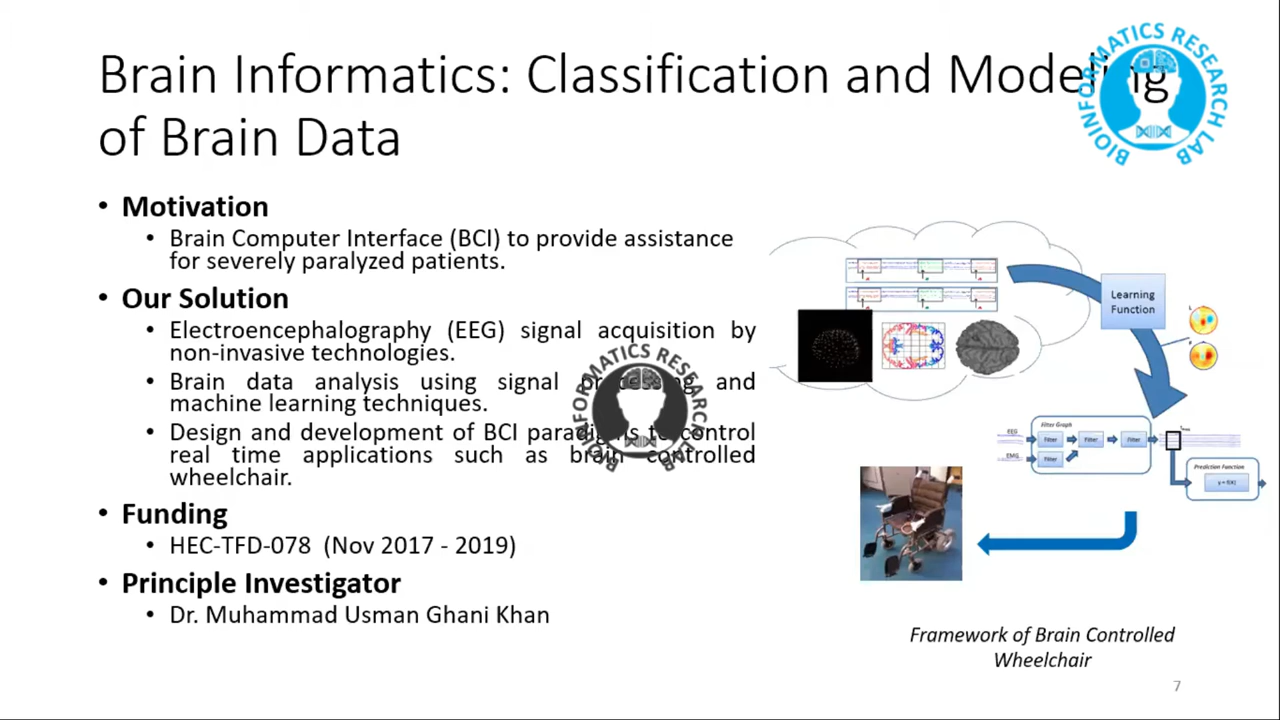 Brain Informatics: Classification and Modeling
of Brain Data
BIOINFORMATICS RESEARCH LAB
• Motivation
• Brain Computer Interface (BCI) to provide assistance
for severely paralyzed patients.
• Our Solution
• Electroencephalography (EEG) signal acquisition by
non-invasive technologies.
• Brain data analysis using signal processing and
machine learning techniques.
• Design and development of BCI paradigms to control
real time applications such as brain controlled
wheelchair.
• Funding
• HEC-TFD-078 (Nov 2017 - 2019)
• Principle Investigator
• Dr. Muhammad Usman Ghani Khan
BIOINFORMATICS RESEARCH LAB
Learning
Function
Filter Graph
EEG
Filter
Filter
Filter
EMG
Filter
Prediction Function
y = f(X)
Framework of Brain Controlled
Wheelchair
7